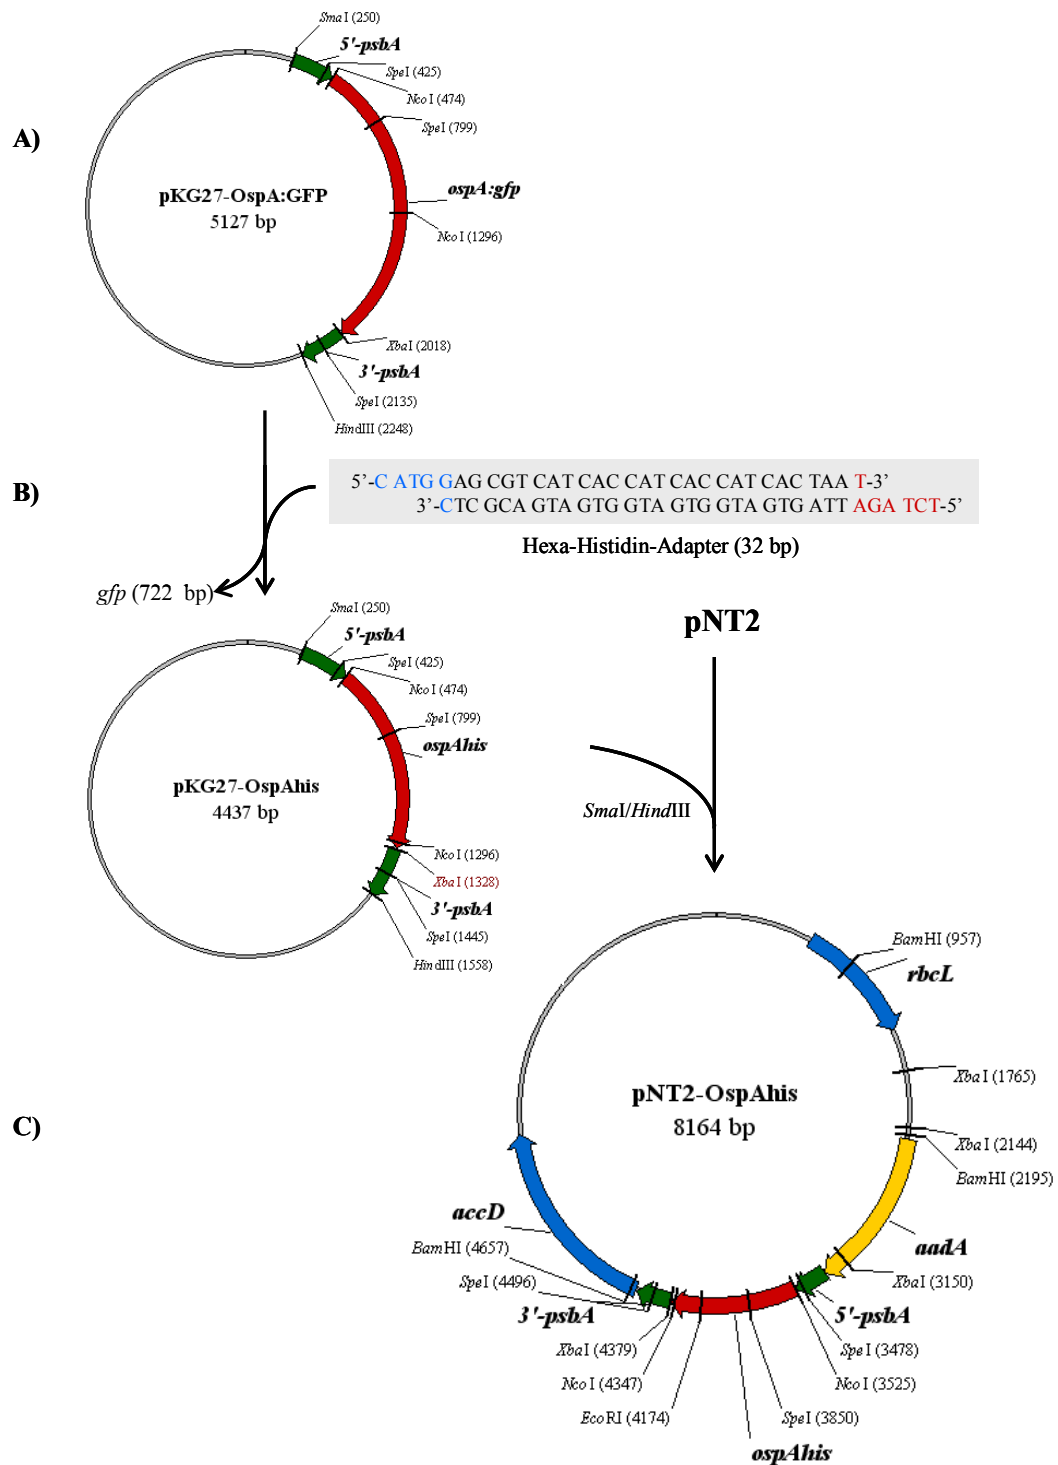 A)
SmaI (250)
5'-psbA
SpeI (425)
NcoI (474)
SpeI (799)
pKG27-OspA:GFP
5127 bp
ospA:gfp
NcoI (1296)
XbaI (2018)
3'-psbA
SpeI (2135)
HindIII (2248)
B)
5'-C ATG GAG CGT CAT CAC CAT CAC CAT CAC TAA T-3'
3'-CTC GCA GTA GTG GTA GTG GTA GTG ATT AGA TCT-5'
Hexa-Histidin-Adapter (32 bp)
gfp (722 bp)
SmaI (250)
5'-psbA
SpeI (425)
NcoI (474)
SpeI (799)
ospAhis
pKG27-OspAhis
4437 bp
NcoI (1296)
XbaI (1328)
3'-psbA
SpeI (1445)
HindIII (1558)
pNT2
SmaI/HindIII
C)
BamHI (957)
rbcL
XbaI (1765)
pNT2-OspAhis
8164 bp
XbaI (2144)
BamHI (2195)
accD
aadA
BamHI (4657)
XbaI (3150)
SpeI (4496)
3'-psbA
5'-psbA
XbaI (4379)
SpeI (3478)
NcoI (4347)
NcoI (3525)
EcoRI (4174)
SpeI (3850)
ospAhis